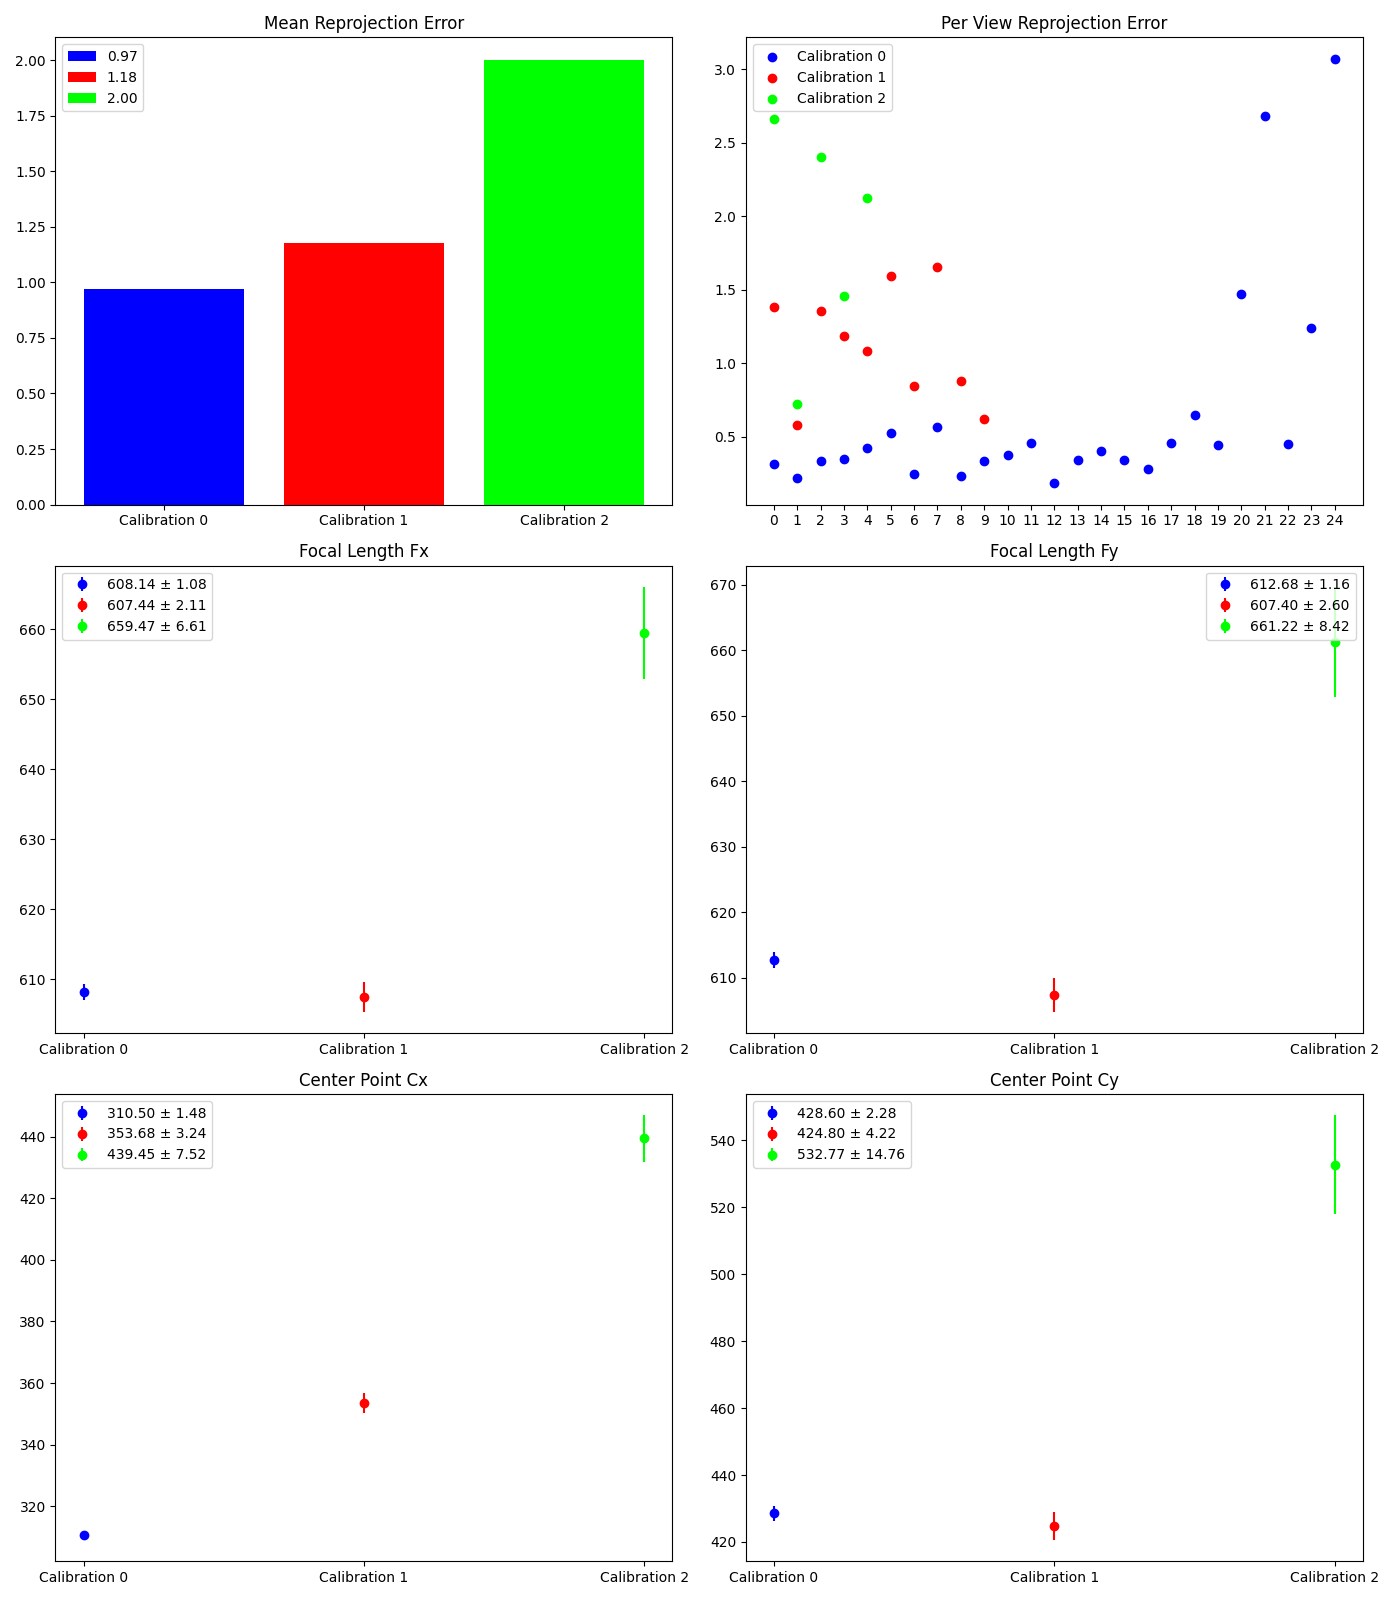 Mean Reprojection Error
0.97
1.18
2.00
2.00
1.75
1.50
1.25
1.00
0.75
0.50
0.25
0.00
Calibration 0 Calibration 1 Calibration 2
Per View Reprojection Error
Calibration 0
Calibration 1
Calibration 2
3.0
2.5
2.0
1.5
1.0
0.5
0 1 2 3 4 5 6 7 8 9 10 11 12 13 14 15 16 17 18 19 20 21 22 23 24
Focal Length Fx
608.14 ± 1.08
607.44 ± 2.11
659.47 ± 6.61
660
650
640
630
620
610
Calibration 0 Calibration 1 Calibration 2
Focal Length Fy
612.68 ± 1.16
607.40 ± 2.60
661.22 ± 8.42
670
660
650
640
630
620
610
Calibration 0 Calibration 1 Calibration 2
Center Point Cx
310.50 ± 1.48
353.68 ± 3.24
439.45 ± 7.52
440
420
400
380
360
340
320
Calibration 0 Calibration 1 Calibration 2
Center Point Cy
428.60 ± 2.28
424.80 ± 4.22
532.77 ± 14.76
540
520
500
480
460
440
420
Calibration 0 Calibration 1 Calibration 2